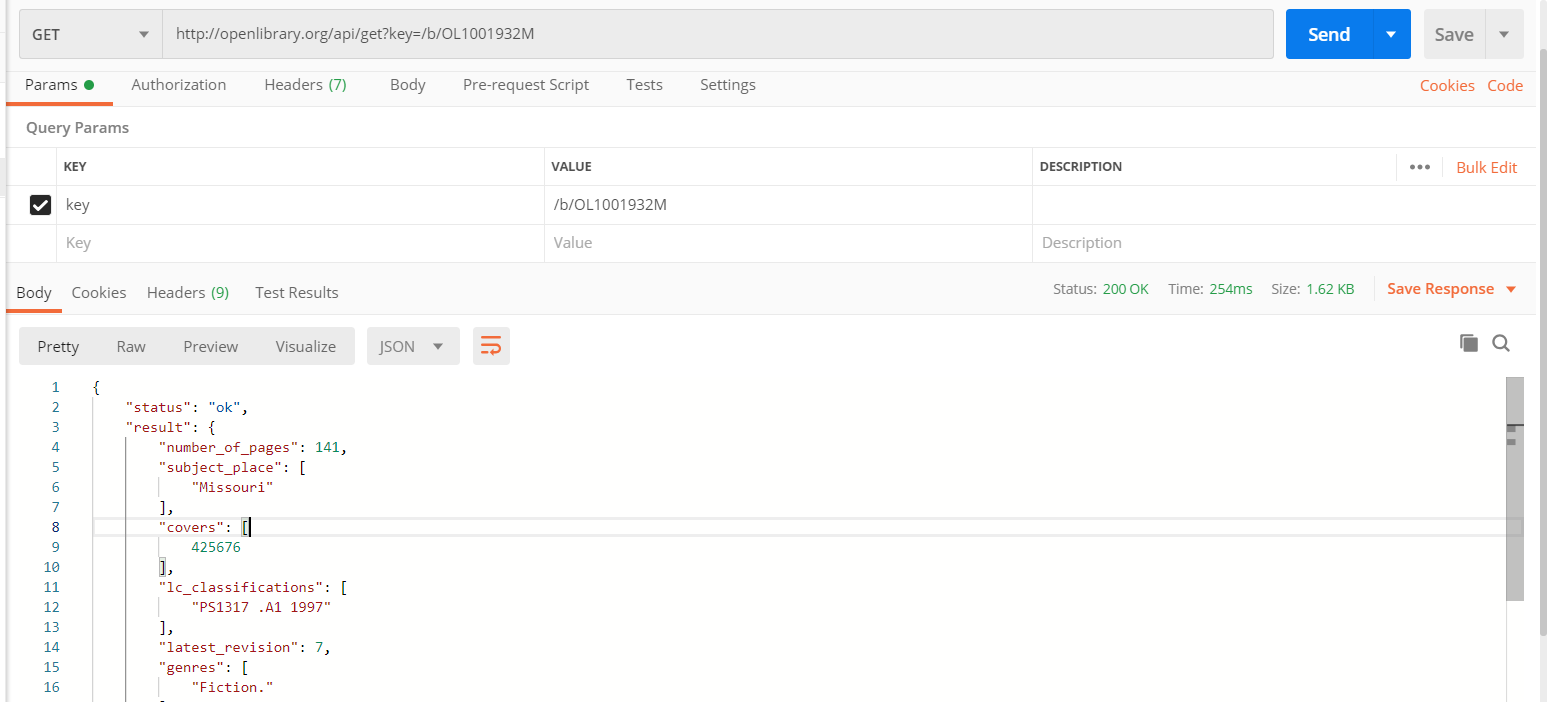 GET http://openlibrary.org/api/get?key=/b/OL1001932M Send Save
Params Authorization Headers (7) Body Pre-request Script Tests Settings Cookies Code
Query Params
KEY VALUE DESCRIPTION ••• Bulk Edit
key /b/OL1001932M
Key Value Description
Body Cookies Headers (9) Test Results Status: 200 OK Time: 254ms Size: 1.62 KB Save Response
Pretty Raw Preview Visualize JSON
1 {
2 "status": "ok",
3 "result": {
4 "number_of_pages": 141,
5 "subject_place": [
6 "Missouri"
7 ],
8 "covers": [
9 425676
10 ],
11 "lc_classifications": [
12 "PS1317 .A1 1997"
13 ],
14 "latest_revision": 7,
15 "genres": [
16 "Fiction."